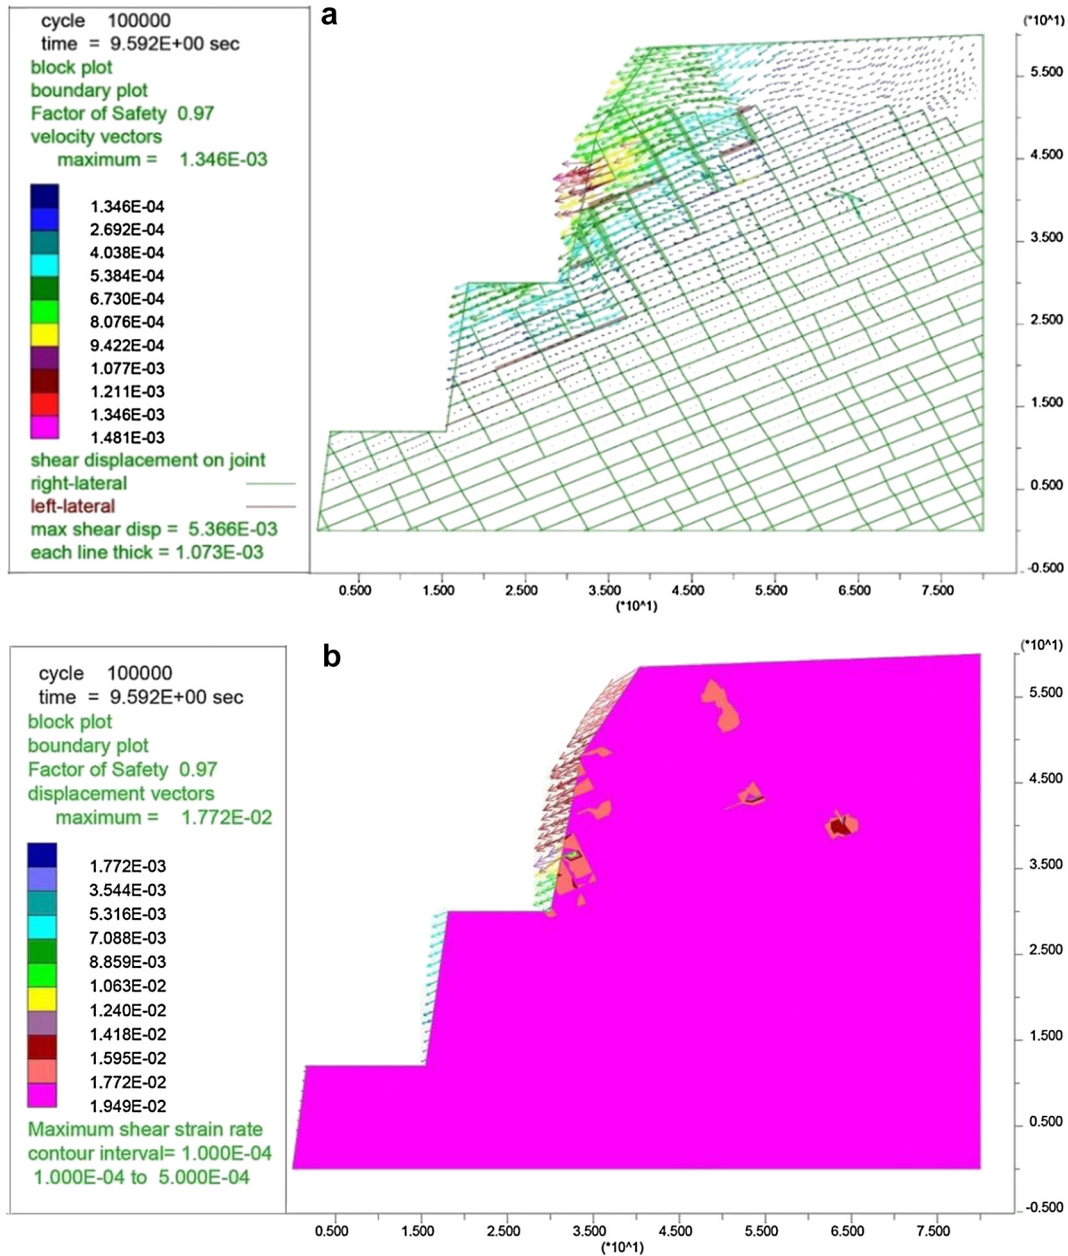 a
cycle 100000
time = 9.592E+00 sec
block plot
boundary plot
Factor of Safety 0.97
velocity vectors
maximum = 1.346E-03
1.346E-04
2.692E-04
4.038E-04
5.384E-04
6.730E-04
8.076E-04
9.422E-04
1.077E-03
1.211E-03
1.346E-03
1.481E-03
shear displacement on joint
right-lateral
left-lateral
max shear disp = 5.366E-03
each line thick = 1.073E-03
(*10^1)
5.500
4.500
3.500
2.500
1.500
0.500
-0.500
0.500 1.500 2.500 3.500 4.500 5.500 6.500 7.500
(*10^1)
b
cycle 100000
time = 9.592E+00 sec
block plot
boundary plot
Factor of Safety 0.97
displacement vectors
maximum = 1.772E-02
1.772E-03
3.544E-03
5.316E-03
7.088E-03
8.859E-03
1.063E-02
1.240E-02
1.418E-02
1.595E-02
1.772E-02
1.949E-02
Maximum shear strain rate
contour interval= 1.000E-04
1.000E-04 to 5.000E-04
(*10^1)
5.500
4.500
3.500
2.500
1.500
0.500
-0.500
0.500 1.500 2.500 3.500 4.500 5.500 6.500 7.500
(*10^1)